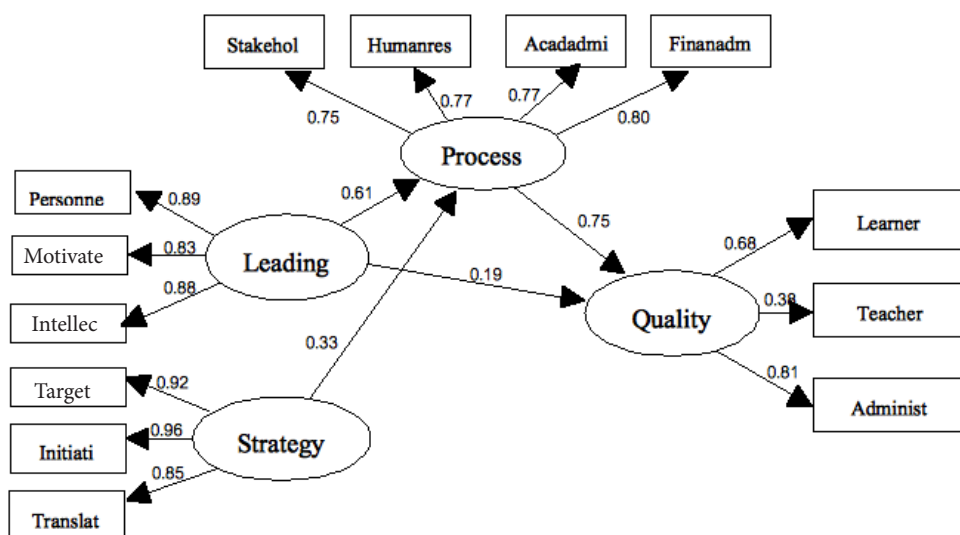 Stakehol
Humanres
Acadadmi
Finanadm
0.75
0.77
0.77
0.80
Process
Personne
0.89
0.61
Motivate
0.83
Leading
Intellec
0.88
0.75
0.19
0.68
Learner
Quality
0.38
Teacher
0.81
Administ
0.33
Target
0.92
Initiati
0.96
Strategy
0.85
Translat